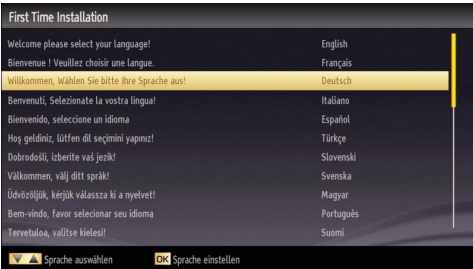 First Time Installation
Welcome please select your language! English
Bienvenue ! Veuillez choisir une langue. Français
Willkommen, Wählen Sie bitte Ihre Sprache aus! Deutsch
Benvenuti, Selezionate la vostra lingua! Italiano
Bienvenido, seleccione un idioma Español
Hoş geldiniz, lütfen dil seçimini yapınız! Türkçe
Dobrodošli, izberite vaš jezik! Slovenski
Välkommen, välj ditt språk! Svenska
Üdvözöljük, kérjük válassza ki a nyelvet! Magyar
Bem-vindo, favor selecionar seu idioma Português
Tervetuloa, valitse kielesi! Suomi
Sprache auswählen OK Sprache einstellen